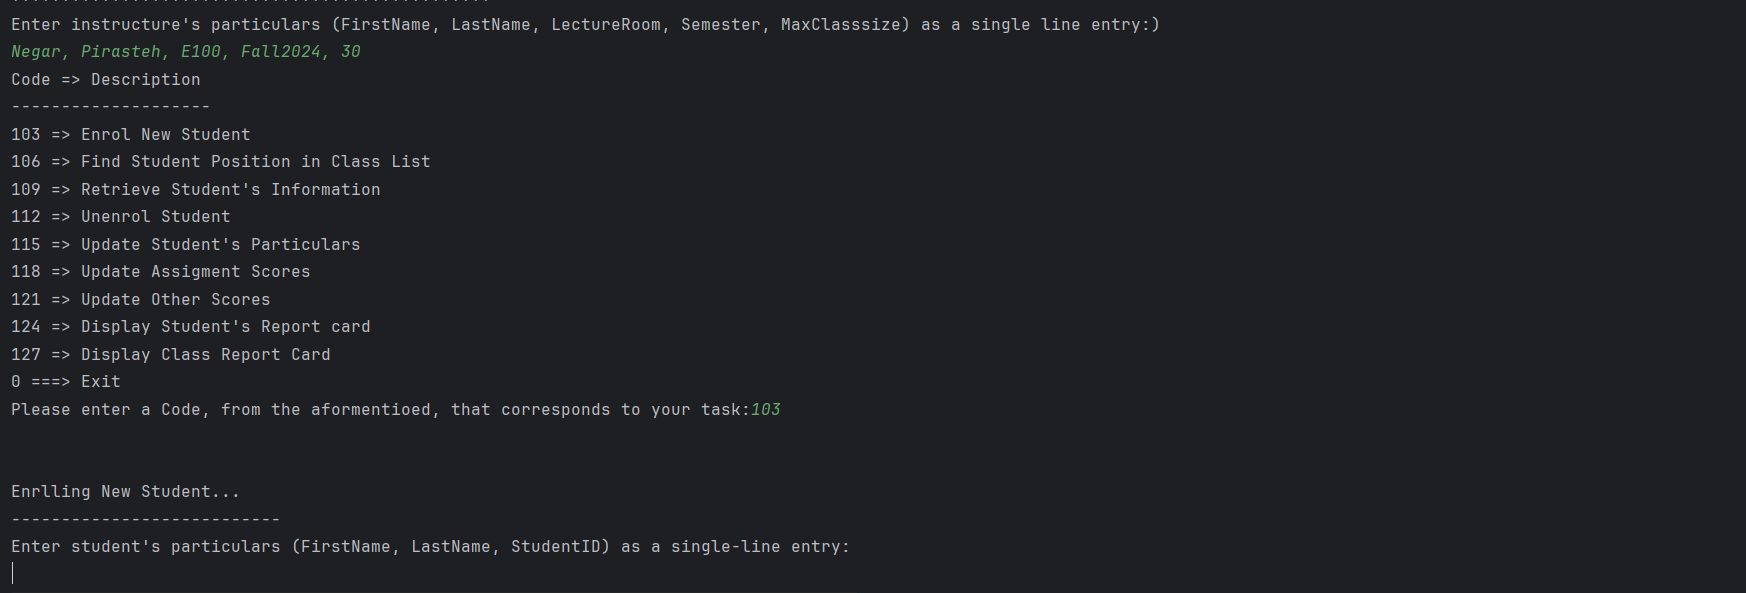 Enter instructure's particulars (FirstName, LastName, LectureRoom, Semester, MaxClasssize) as a single line entry:)
Negar, Pirasteh, E100, Fall2024, 30
Code => Description
--------------------
103 => Enrol New Student
106 => Find Student Position in Class List
109 => Retrieve Student's Information
112 => Unenrol Student
115 => Update Student's Particulars
118 => Update Assigment Scores
121 => Update Other Scores
124 => Display Student's Report card
127 => Display Class Report Card
0 ===> Exit
Please enter a Code, from the aformentioed, that corresponds to your task:103
Enrlling New Student...
---------------------------
Enter student's particulars (FirstName, LastName, StudentID) as a single-line entry: